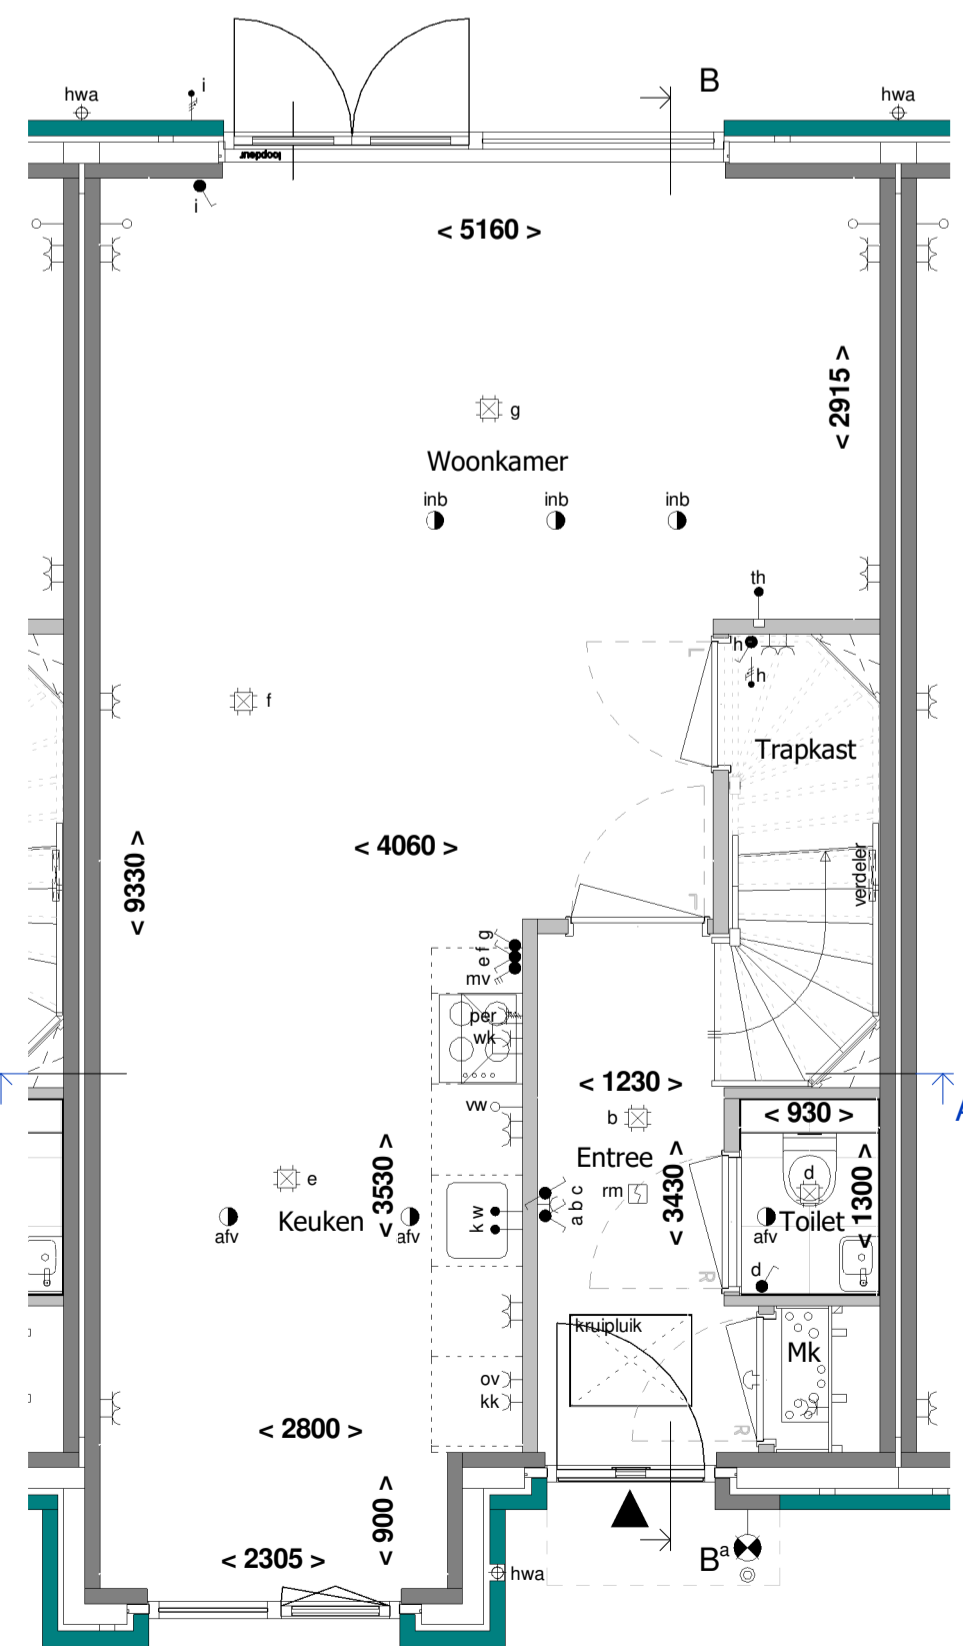 B
i
hwa
hwa
loopdeur
i
< 5160 >
< 2915 >
g
Woonkamer
inb
inb
inb
th
h
L
h
f
Trapkast
< 4060 >
< 9330 >
verdeler
L
g
e f
mv
per
wk
< 1230 >
vw
b
< 930 >
A
Entree
< 3530 >
< 3430 >
< 1300 >
e
rm
a b c
d
k w
Keuken
Toilet
afv
afv
afv
d
R
kruipluik
Mk
ov
kk
R
< 2800 >
< 900 >
< 2305 >
B
a
hwa